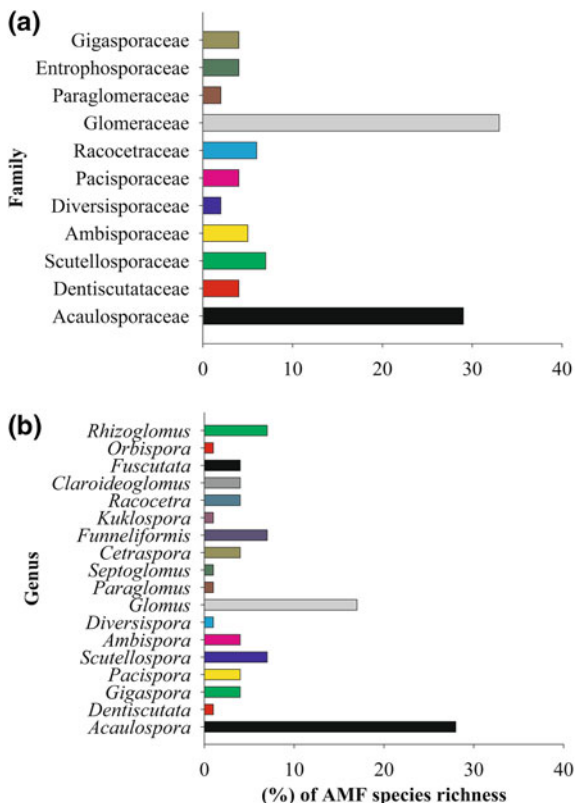 (a)
Family
Gigasporaceae
Entrophosporaceae
Paraglomeraceae
Glomeraceae
Racocetraceae
Pacisporaceae
Diversisporaceae
Ambisporaceae
Scutellosporaceae
Dentiscutataceae
Acaulosporaceae
0 10 20 30 40
(b)
Genus
Rhizoglomus
Orbispora
Fuscutata
Claroideoglomus
Racocetra
Kuklospora
Funneliformis
Cetraspora
Septoglomus
Paraglomus
Glomus
Diversispora
Ambispora
Scutellospora
Pacispora
Gigaspora
Dentiscutata
Acaulospora
0 10 20 30 40
(%) of AMF species richness